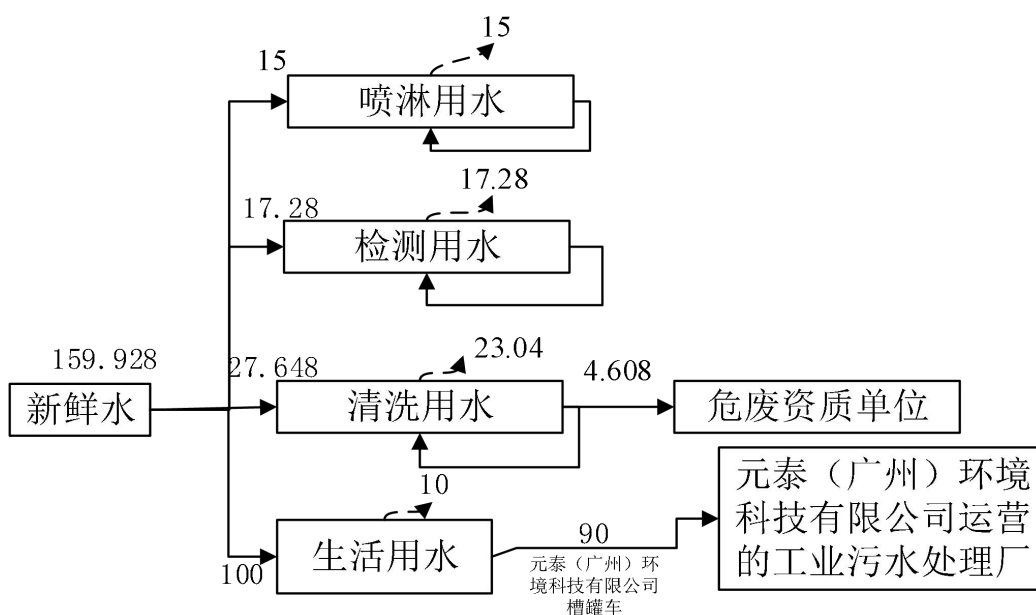 15
15
喷淋用水
17.28
17.28
检测用水
159.928
新鲜水
27.648
23.04
清洗用水
4.608
危废资质单位
10
100
生活用水
90
元泰（广州）环
境科技有限公司
槽罐车
元泰（广州）环境
科技有限公司运营
的工业污水处理厂